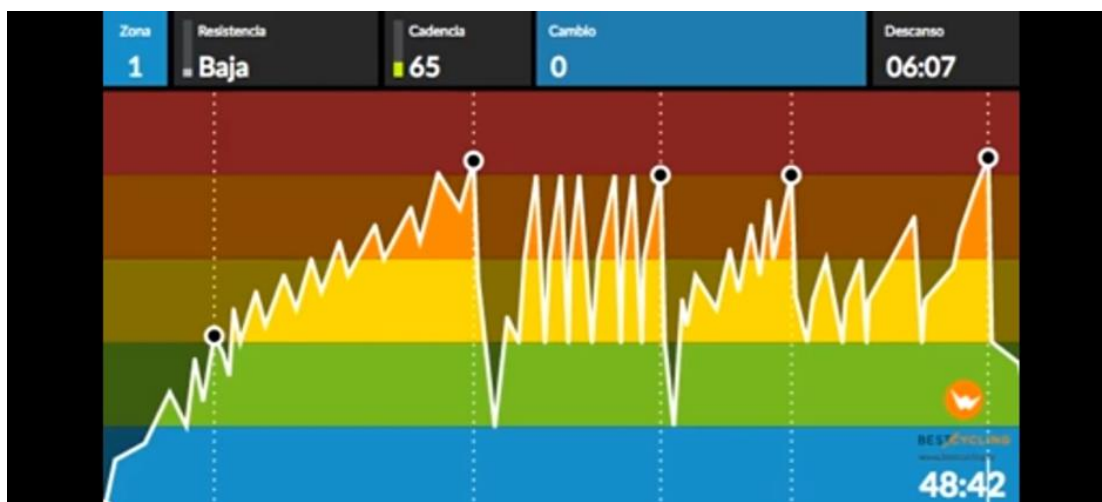 Zona
1
Resistencia
Baja
Cadencia
65
Cambio
0
Descanso
06:07
BESTCYCLING
48:42